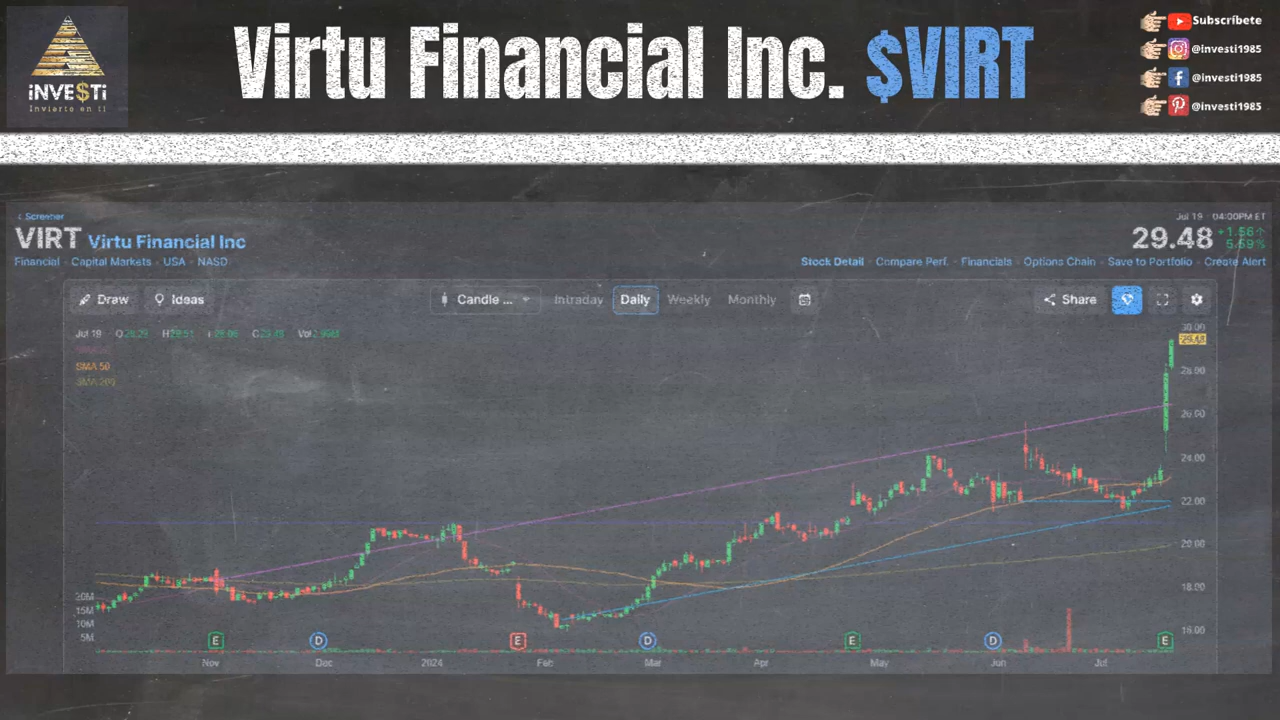 iNVE$Ti
Invierte en ti
Virtu Financial Inc. $VIRT
Subscríbete
@investi1985
@investi1985
@investi1985
‹ Screener
VIRT Virtu Financial Inc
Financial · Capital Markets · USA · NASD
Jul 19 · 04:00PM ET
29.48 +1.56↑
5.59%
Stock Detail · Compare Perf. · Financials · Options Chain · Save to Portfolio · Create Alert
Draw Ideas Candle ... Intraday Daily Weekly Monthly Share
Jul 19
SMA 50
SMA 200
30.00
29.48
28.00
26.00
24.00
22.00
20.00
18.00
16.00
20M
15M
10M
5M
E D E D E D E
Nov Dec 2024 Feb Mar Apr May Jun Jul